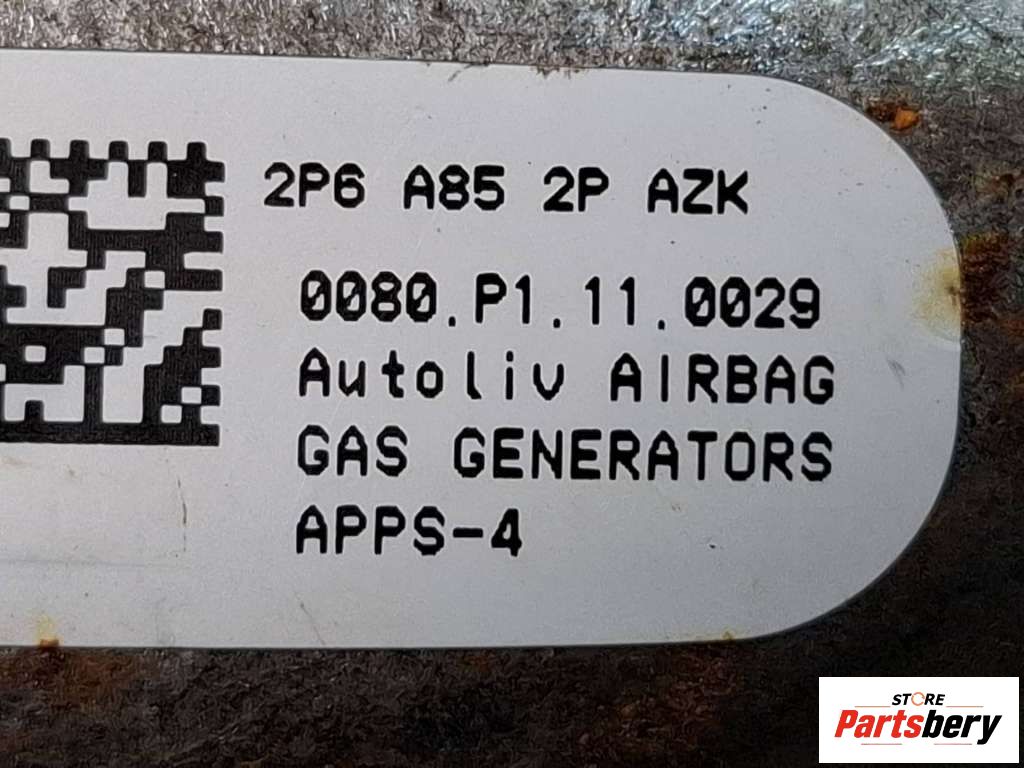 2P6 A85 2P AZK
0080.P1.11.0029
Autoliv AIRBAG
GAS GENERATORS
APPS-4
STORE
Partsbery